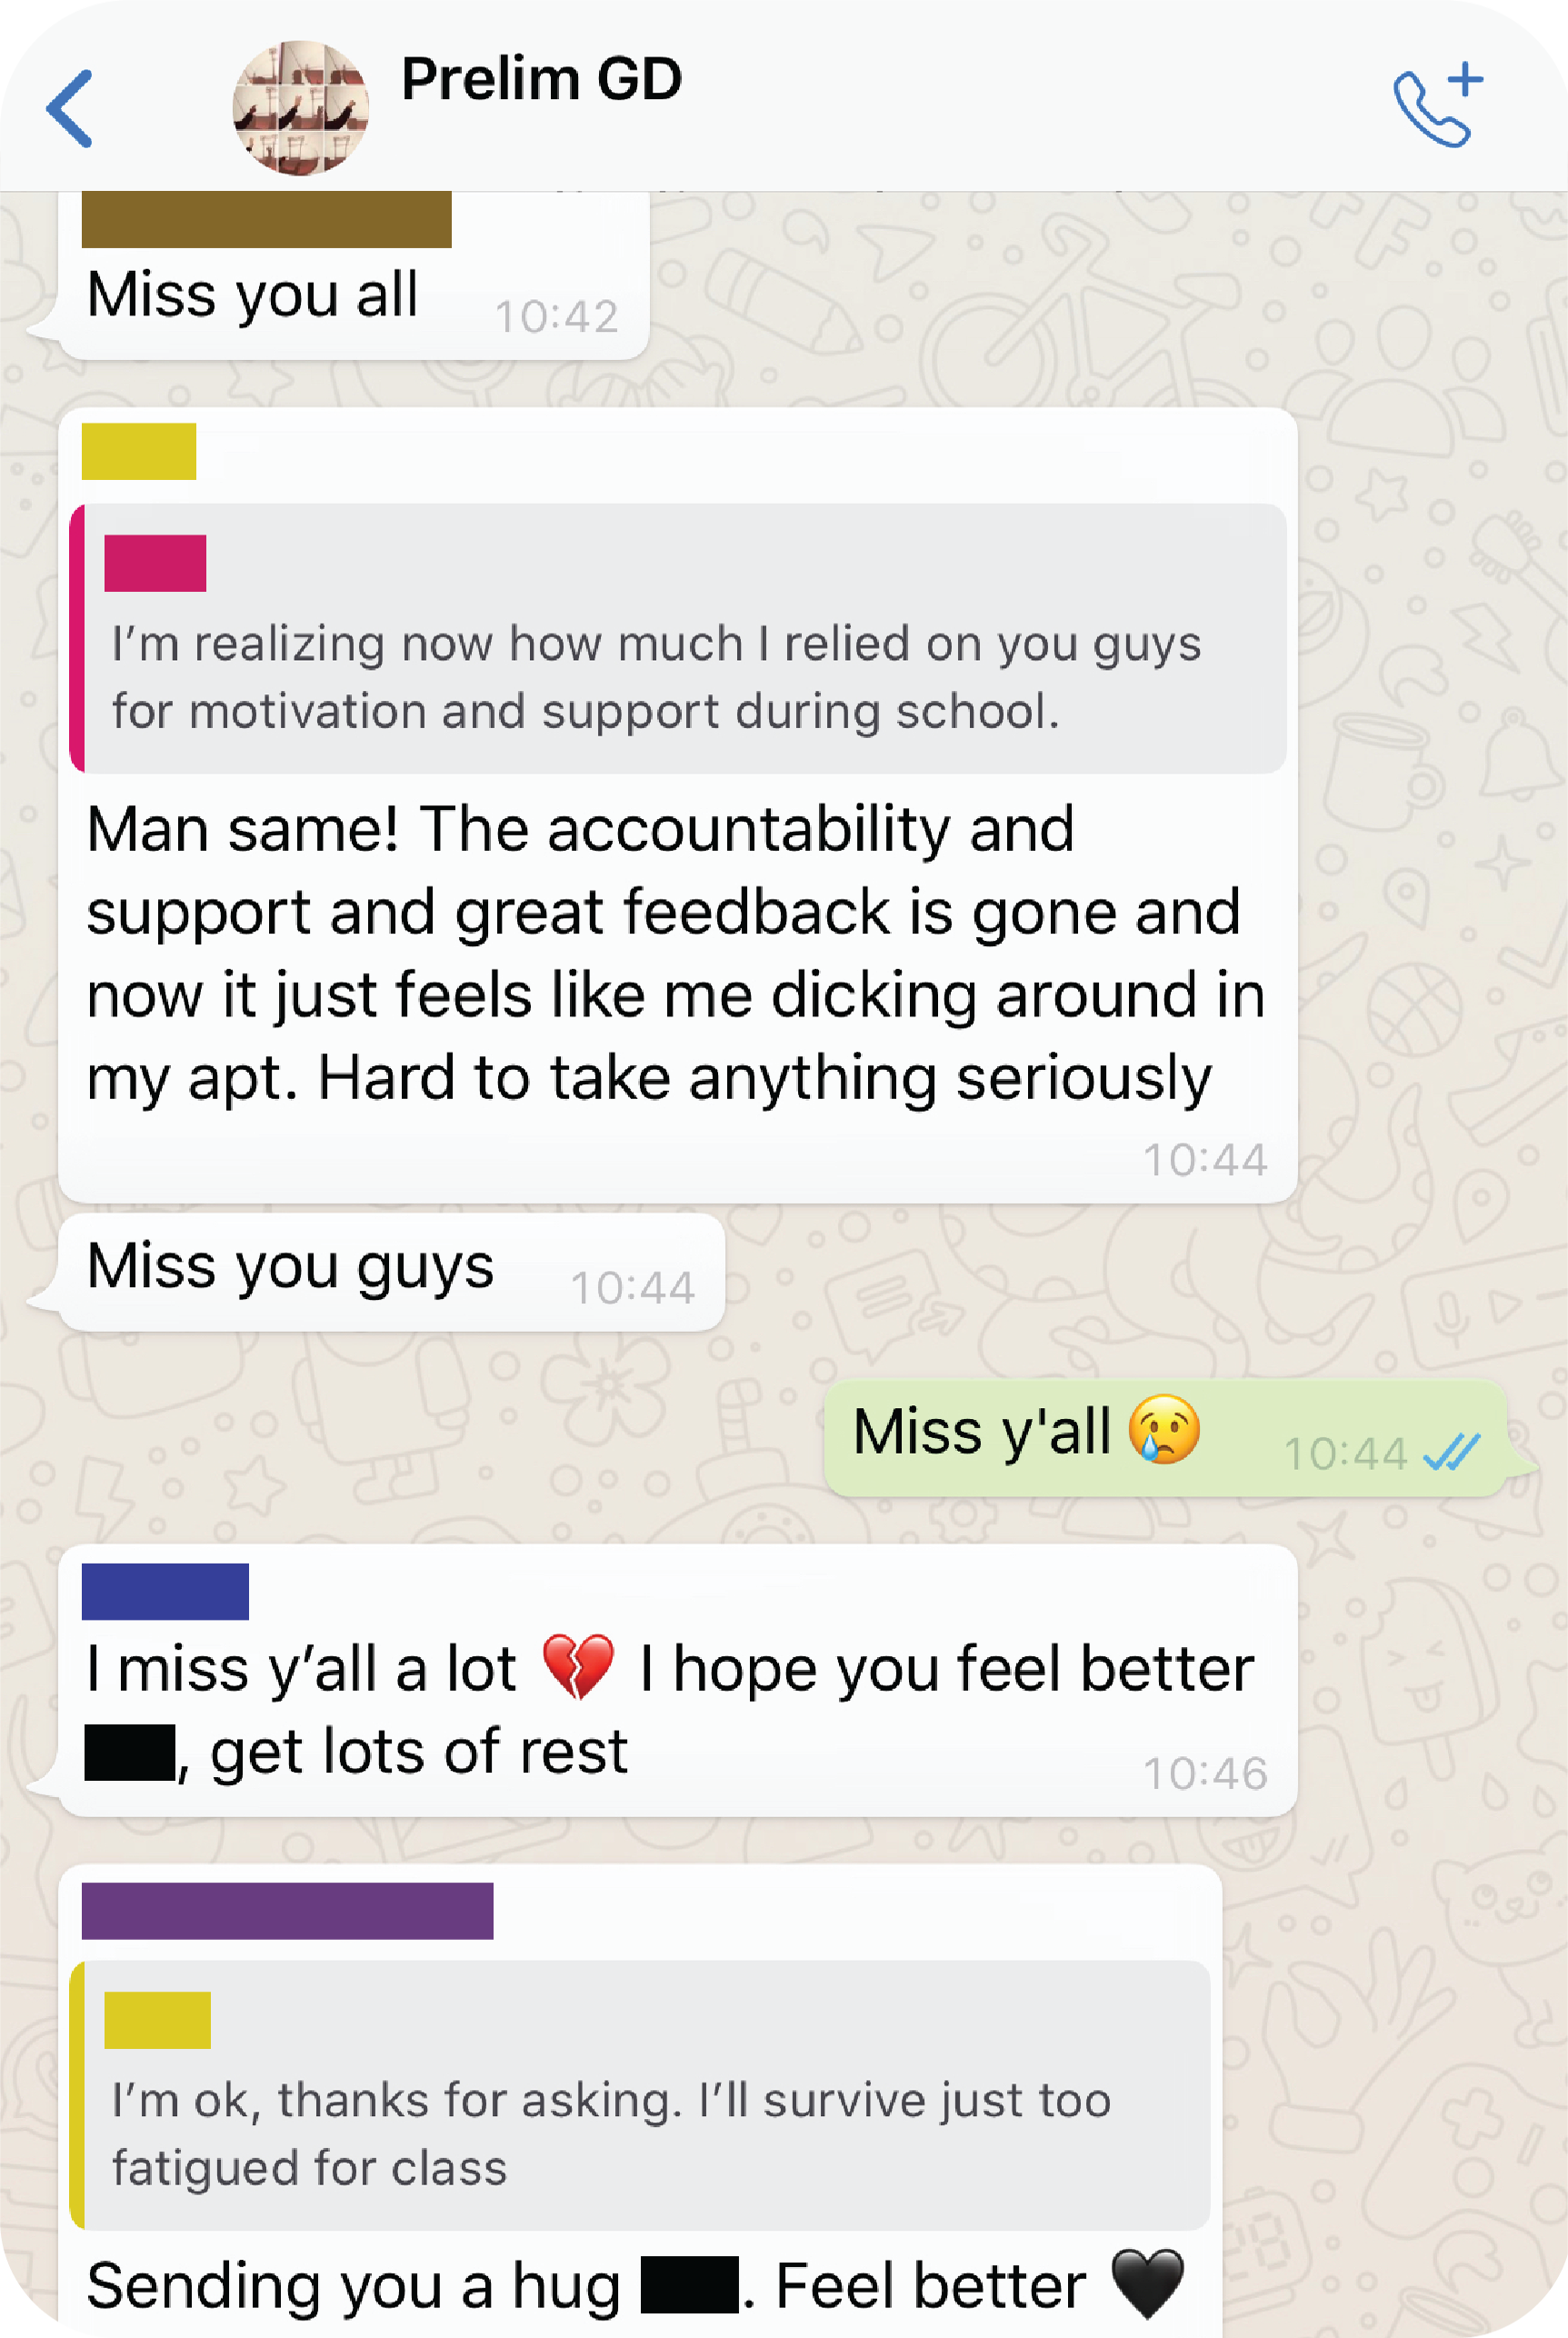 Prelim GD
Miss you all
10:42
I’m realizing now how much I relied on you guys
for motivation and support during school.
Man same! The accountability and
support and great feedback is gone and
now it just feels like me dicking around in
my apt. Hard to take anything seriously
10:44
Miss you guys
10:44
Miss y'all 😢
10:44
I miss y’all a lot 💔 I hope you feel better
, get lots of rest
10:46
I’m ok, thanks for asking. I’ll survive just too
fatigued for class
Sending you a hug . Feel better 🖤